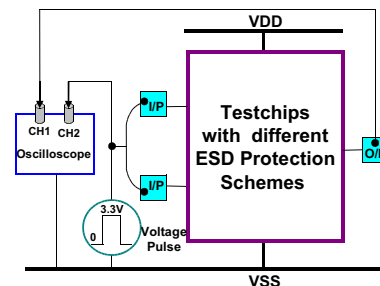 VDD
CH1 CH2
Oscilloscope
I/P
I/P
Testchips
with different
ESD Protection
Schemes
3.3V
0
Voltage
Pulse
VSS